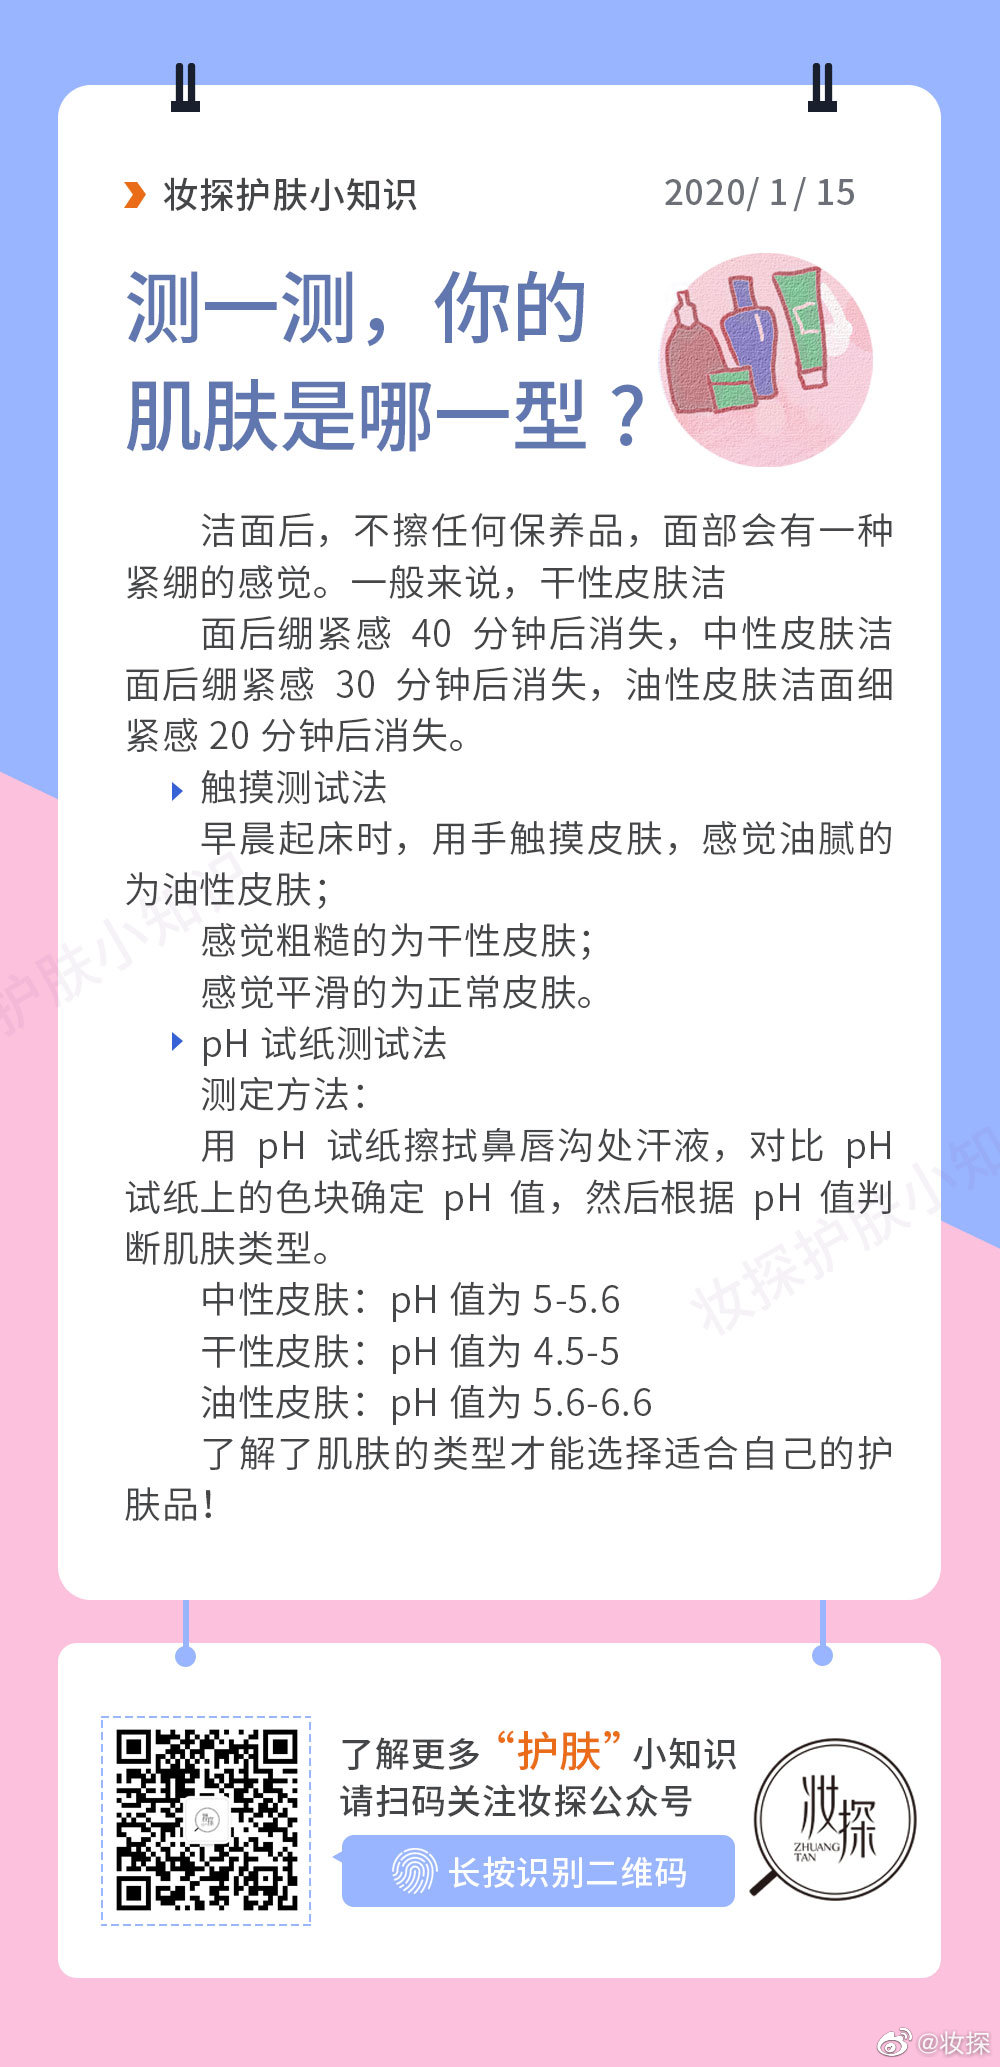 妆探护肤小知识
2020/ 1 / 15
测一测，你的
肌肤是哪一型？
洁面后，不擦任何保养品，面部会有一种
紧绷的感觉。一般来说，干性皮肤洁
面后绷紧感 40 分钟后消失，中性皮肤洁
面后绷紧感 30 分钟后消失，油性皮肤洁面细
紧感 20 分钟后消失。
触摸测试法
早晨起床时，用手触摸皮肤，感觉油腻的
为油性皮肤；
感觉粗糙的为干性皮肤；
感觉平滑的为正常皮肤。
pH 试纸测试法
测定方法：
用 pH 试纸擦拭鼻唇沟处汗液，对比 pH
试纸上的色块确定 pH 值，然后根据 pH 值判
断肌肤类型。
中性皮肤：pH 值为 5-5.6
干性皮肤：pH 值为 4.5-5
油性皮肤：pH 值为 5.6-6.6
了解了肌肤的类型才能选择适合自己的护
肤品！
护肤小知识
妆探护肤小知
了解更多“护肤”小知识
请扫码关注妆探公众号
长按识别二维码
妆探
ZHUANG
TAN
@妆探